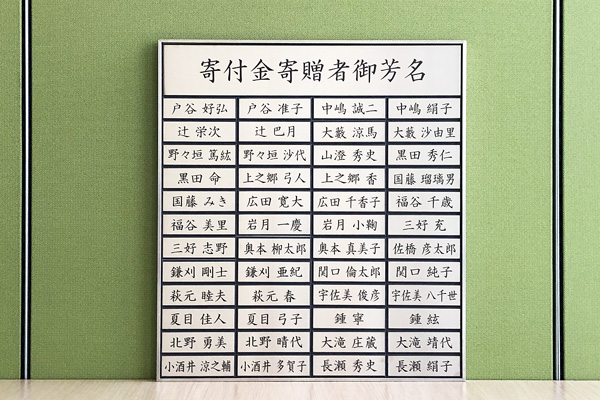 寄付金寄贈者御芳名
戸谷 好弘 戸谷 准子 中嶋 誠二 中嶋 絹子
辻 栄次 辻 巴月 大藪 涼馬 大藪 沙由里
野々垣 篤紘 野々垣 沙代 山澄 秀史 黒田 秀仁
黒田 命 上之郷 弓人 上之郷 香 国藤 瑠璃男
国藤 みき 広田 寛大 広田 千香子 福谷 千歳
福谷 美里 岩月 一慶 岩月 小鞠 三好 充
三好 志野 奥本 柳太郎 奥本 真美子 佐橋 彦太郎
鎌刈 剛士 鎌刈 亜紀 関口 倫太郎 関口 純子
萩元 睦夫 萩元 春 宇佐美 俊彦 宇佐美 八千世
夏目 佳人 夏目 弓子 鍾 寧 鍾 絃
北野 勇美 北野 晴代 大滝 庄蔵 大滝 靖代
小酒井 涼之輔 小酒井 多賀子 長瀬 秀史 長瀬 絹子